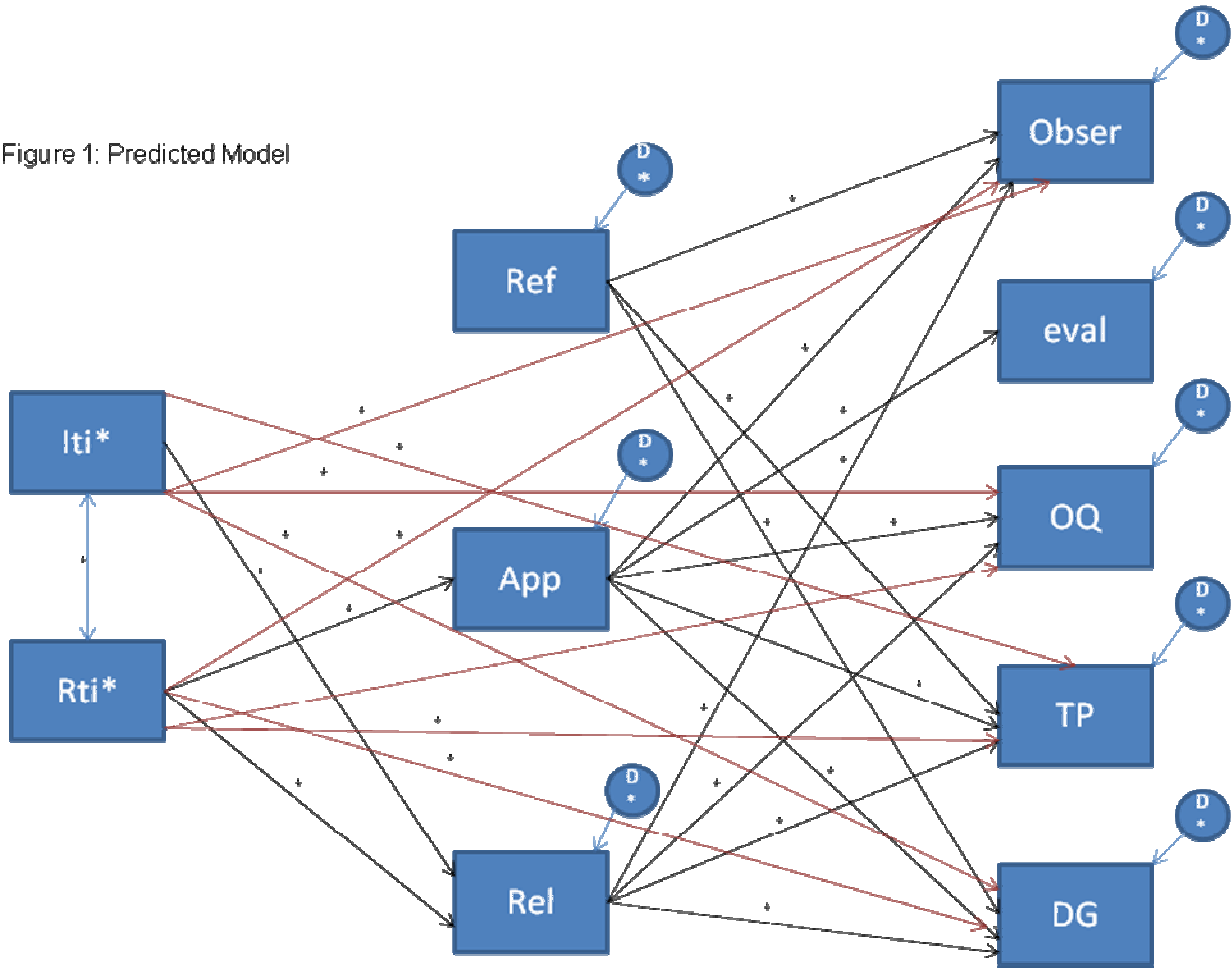 D
*
Obser
Figure 1: Predicted Model
D
*
Ref
D
*
eval
Iti*
D
*
OQ
D
*
App
D
*
TP
Rti*
D
*
Rel
D
*
DG